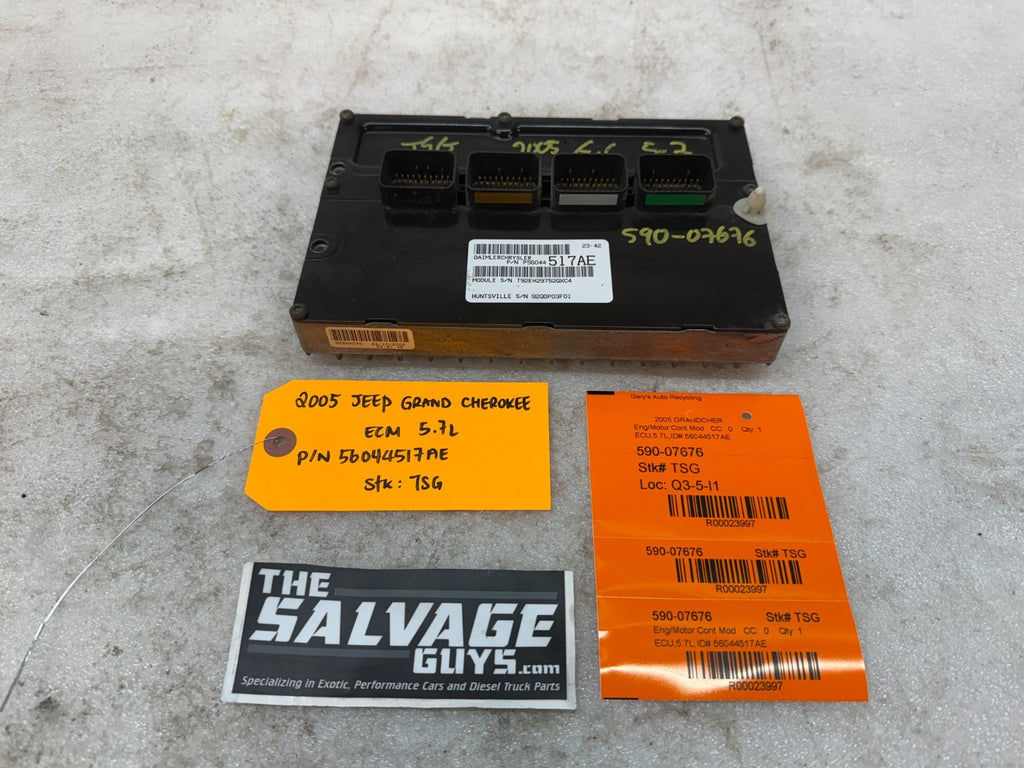 TSG 2005 G.C 5.7
590-07676
23:42
DAIMLERCHRYSLER
P/N P56044 517AE
MODULE S/N T92EH29752QXC4
HUNTSVILLE S/N 92QQP03F01
2005 JEEP GRAND CHEROKEE
ECM 5.7L
P/N 56044517AE
Stk: TSG
Gary's Auto Recycling
2005 GRANDCHER
Eng/Motor Cont Mod CC: 0 Qty: 1
ECU,5.7L,ID# 56044517AE
590-07676
Stk# TSG
Loc: Q3-5-I1
R00023997
590-07676 Stk# TSG
R00023997
590-07676 Stk# TSG
Eng/Motor Cont Mod CC: 0 Qty: 1
ECU,5.7L,ID# 56044517AE
R00023997
THE
SALVAGE
GUYS.com
Specializing in Exotic, Performance Cars and Diesel Truck Parts